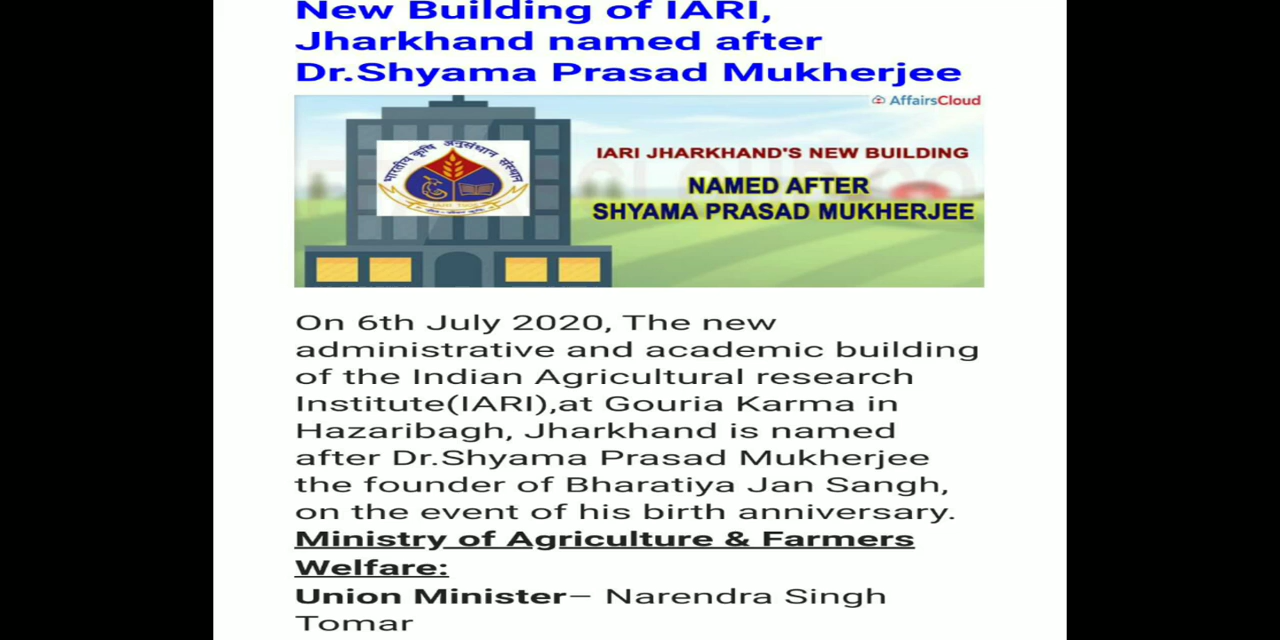 New Building of IARI,
Jharkhand named after
Dr.Shyama Prasad Mukherjee
AffairsCloud
भारतीय कृषि अनुसंधान संस्थान
IARI JHARKHAND'S NEW BUILDING
NAMED AFTER
SHYAMA PRASAD MUKHERJEE
On 6th July 2020, The new
administrative and academic building
of the Indian Agricultural research
Institute(IARI),at Gouria Karma in
Hazaribagh, Jharkhand is named
after Dr.Shyama Prasad Mukherjee
the founder of Bharatiya Jan Sangh,
on the event of his birth anniversary.
Ministry of Agriculture & Farmers
Welfare:
Union Minister– Narendra Singh
Tomar